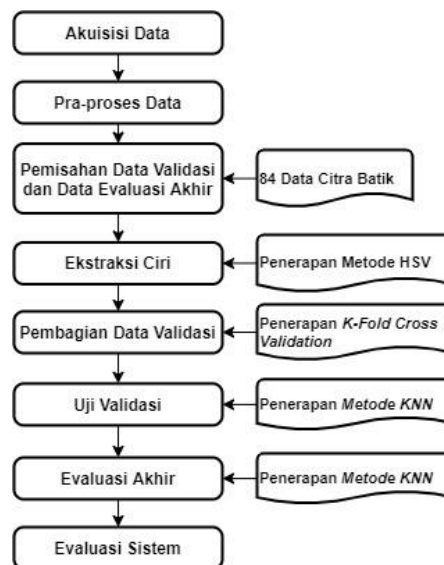 Akuisisi Data
Pra-proses Data
Pemisahan Data Validasi
dan Data Evaluasi Akhir
84 Data Citra Batik
Ekstraksi Ciri
Penerapan Metode HSV
Pembagian Data Validasi
Penerapan K-Fold Cross
Validation
Uji Validasi
Penerapan Metode KNN
Evaluasi Akhir
Penerapan Metode KNN
Evaluasi Sistem